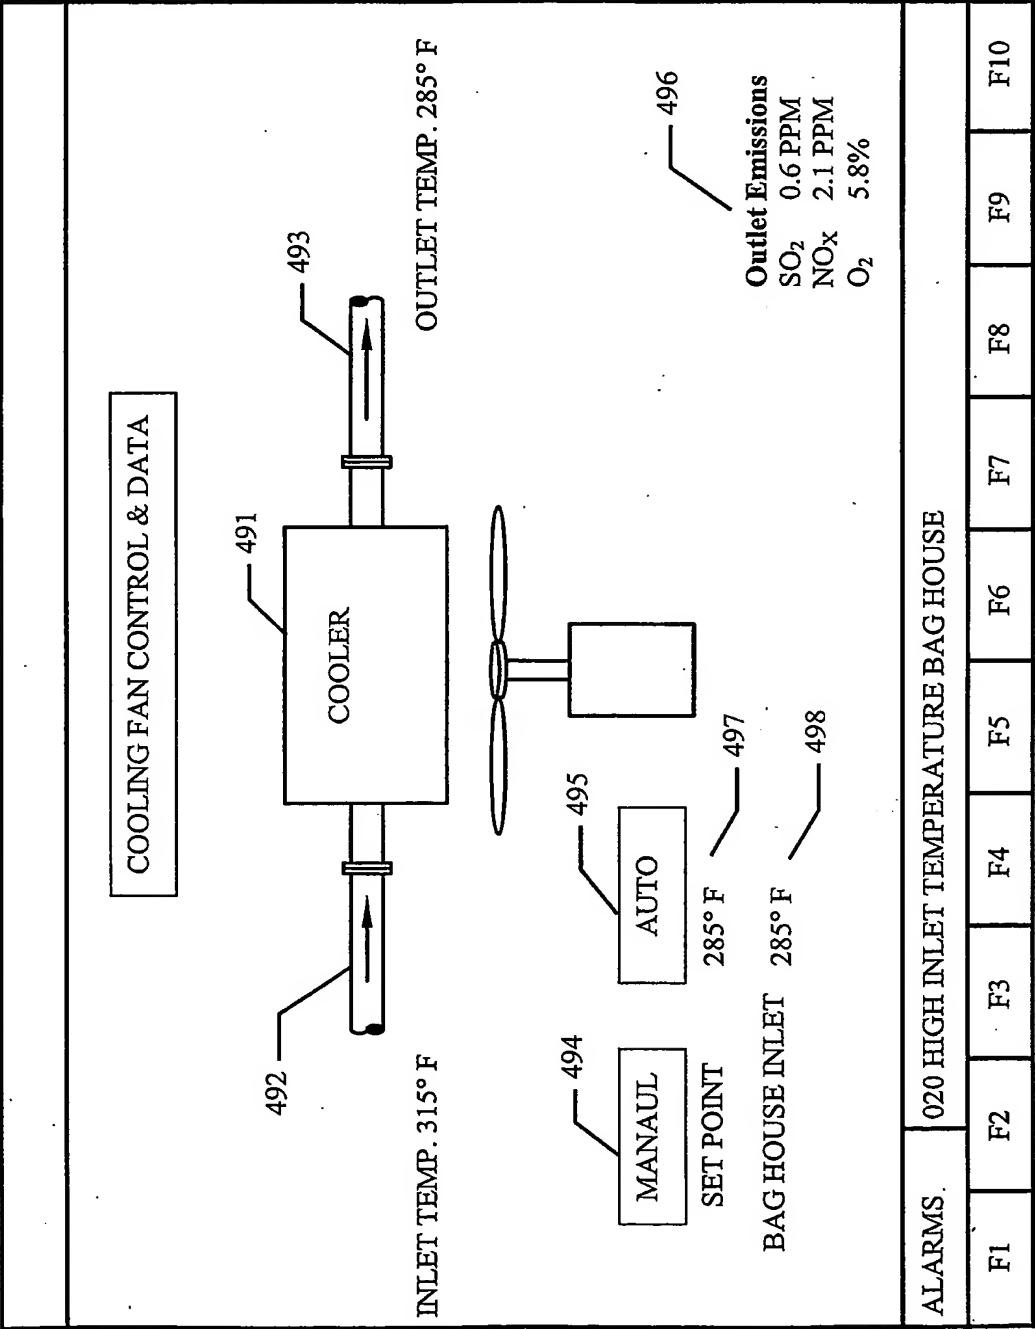 COOLING FAN CONTROL & DATA
491
COOLER
492
493
INLET TEMP. 315° F
OUTLET TEMP. 285° F
494
495
MANAUL
AUTO
SET POINT
285° F
497
BAG HOUSE INLET
285° F
498
496
Outlet Emissions
SO₂ 0.6 PPM
NOX 2.1 PPM
O₂ 5.8%
ALARMS
020 HIGH INLET TEMPERATURE BAG HOUSE
F1 F2 F3 F4 F5 F6 F7 F8 F9 F10